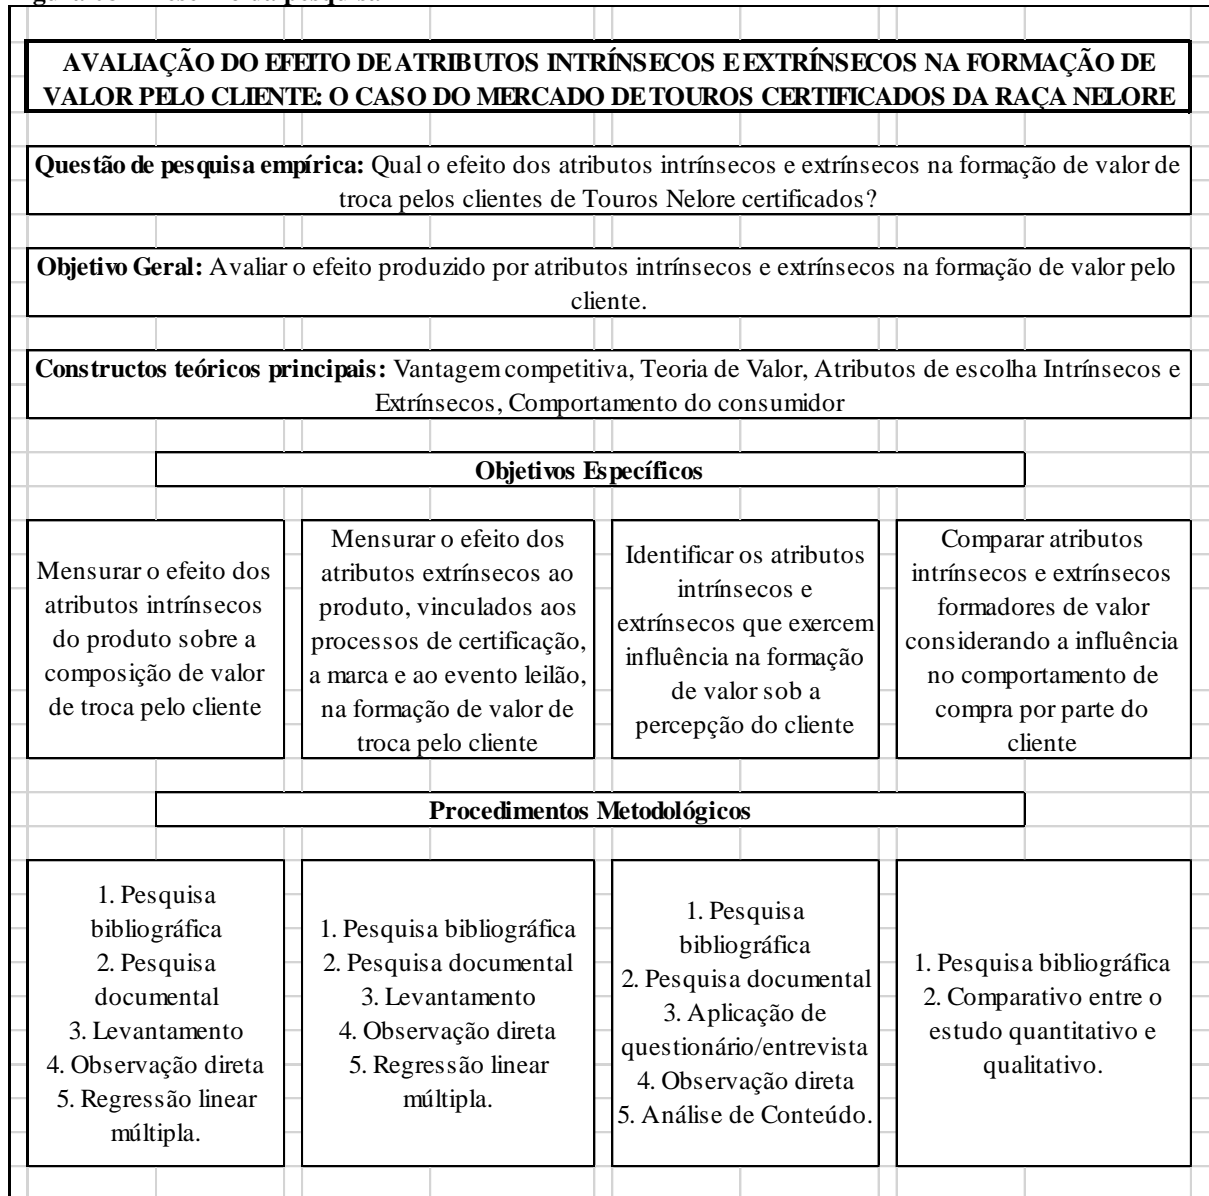 AVALIAÇÃO DO EFEITO DE ATRIBUTOS INTRÍNSECOS E EXTRÍNSECOS NA FORMAÇÃO DE
VALOR PELO CLIENTE: O CASO DO MERCADO DE TOUROS CERTIFICADOS DA RAÇA NELORE
Questão de pesquisa empírica: Qual o efeito dos atributos intrínsecos e extrínsecos na formação de valor de
troca pelos clientes de Touros Nelore certificados?
Objetivo Geral: Avaliar o efeito produzido por atributos intrínsecos e extrínsecos na formação de valor pelo
cliente.
Constructos teóricos principais: Vantagem competitiva, Teoria de Valor, Atributos de escolha Intrínsecos e
Extrínsecos, Comportamento do consumidor
Objetivos Específicos
Mensurar o efeito dos
atributos intrínsecos
do produto sobre a
composição de valor
de troca pelo cliente
Mensurar o efeito dos
atributos extrínsecos ao
produto, vinculados aos
processos de certificação,
a marca e ao evento leilão,
na formação de valor de
troca pelo cliente
Identificar os atributos
intrínsecos e
extrínsecos que exercem
influência na formação
de valor sob a
percepção do cliente
Comparar atributos
intrínsecos e extrínsecos
formadores de valor
considerando a influência
no comportamento de
compra por parte do
cliente
Procedimentos Metodológicos
1. Pesquisa
bibliográfica
2. Pesquisa
documental
3. Levantamento
4. Observação direta
5. Regressão linear
múltipla.
1. Pesquisa bibliográfica
2. Pesquisa documental
3. Levantamento
4. Observação direta
5. Regressão linear
múltipla.
1. Pesquisa
bibliográfica
2. Pesquisa documental
3. Aplicação de
questionário/entrevista
4. Observação direta
5. Análise de Conteúdo.
1. Pesquisa bibliográfica
2. Comparativo entre o
estudo quantitativo e
qualitativo.